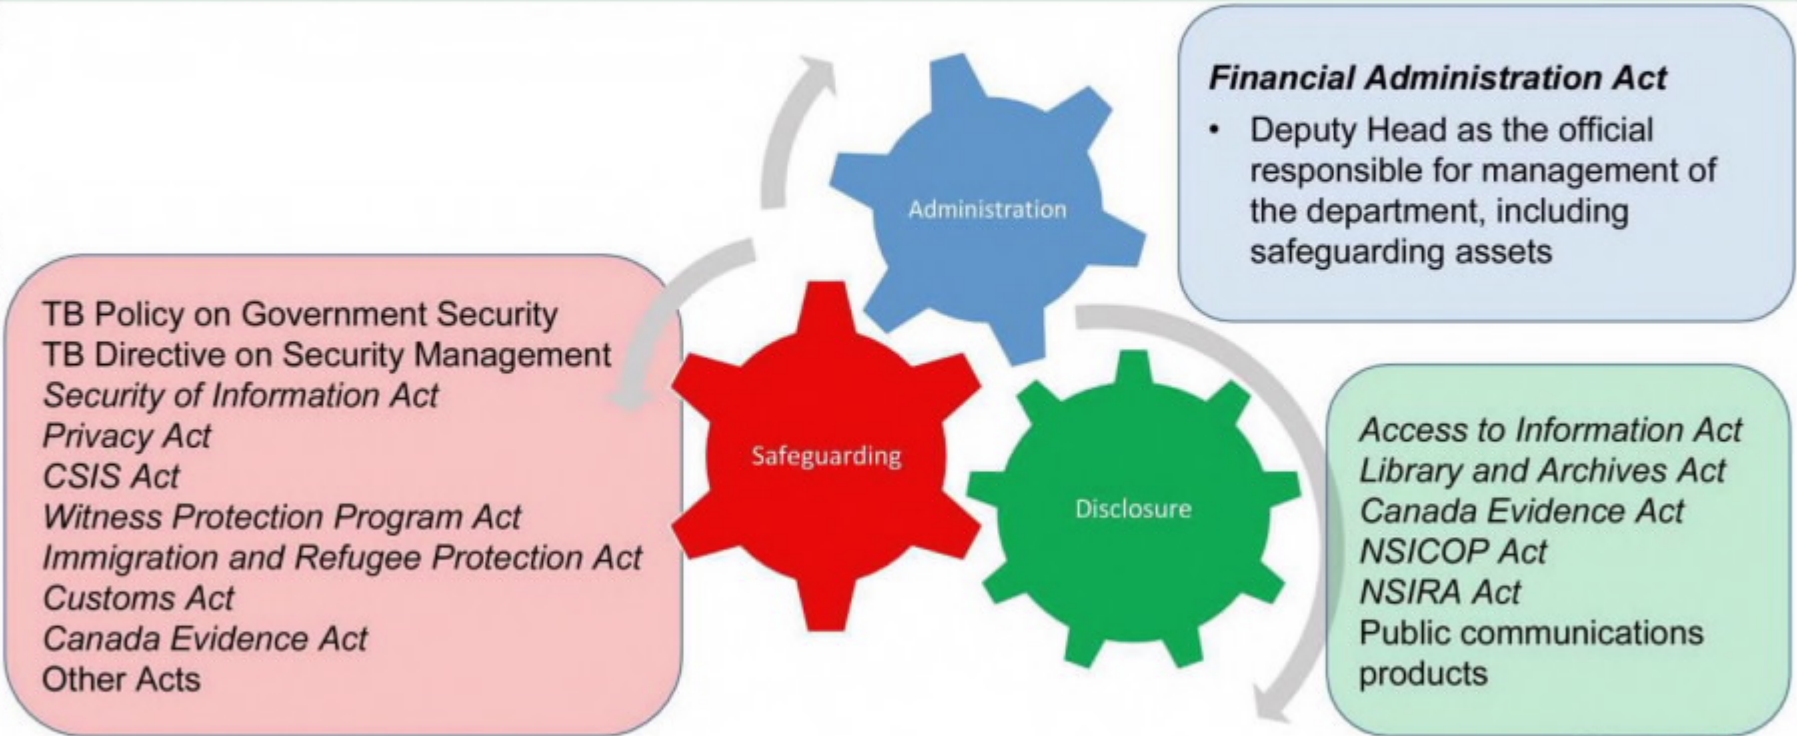 Financial Administration Act
• Deputy Head as the official
responsible for management of
the department, including
safeguarding assets
Administration
TB Policy on Government Security
TB Directive on Security Management
Security of Information Act
Privacy Act
CSIS Act
Witness Protection Program Act
Immigration and Refugee Protection Act
Customs Act
Canada Evidence Act
Other Acts
Safeguarding
Disclosure
Access to Information Act
Library and Archives Act
Canada Evidence Act
NSICOP Act
NSIRA Act
Public communications
products